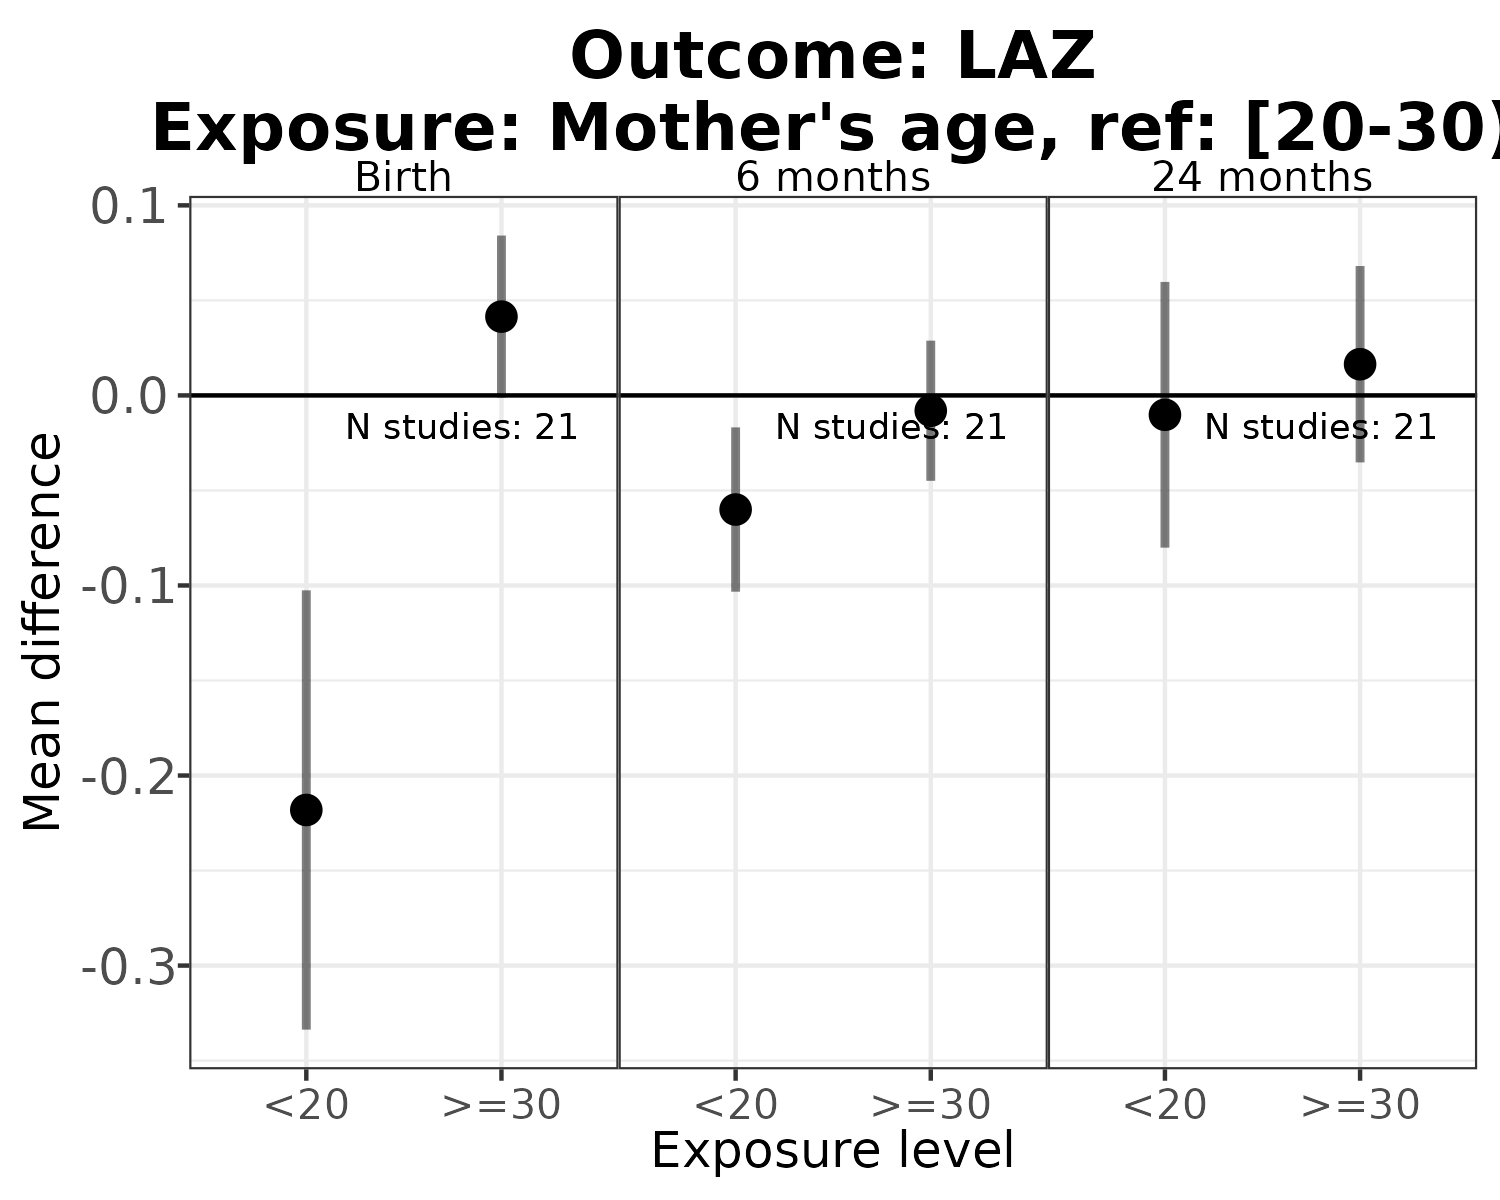 Outcome: LAZ
Exposure: Mother's age, ref: [20-30)
Birth
6 months
24 months
0.1
0.0
-0.1
-0.2
-0.3
Mean difference
N studies: 21
N studies: 21
N studies: 21
<20
>=30
<20
>=30
<20
>=30
Exposure level